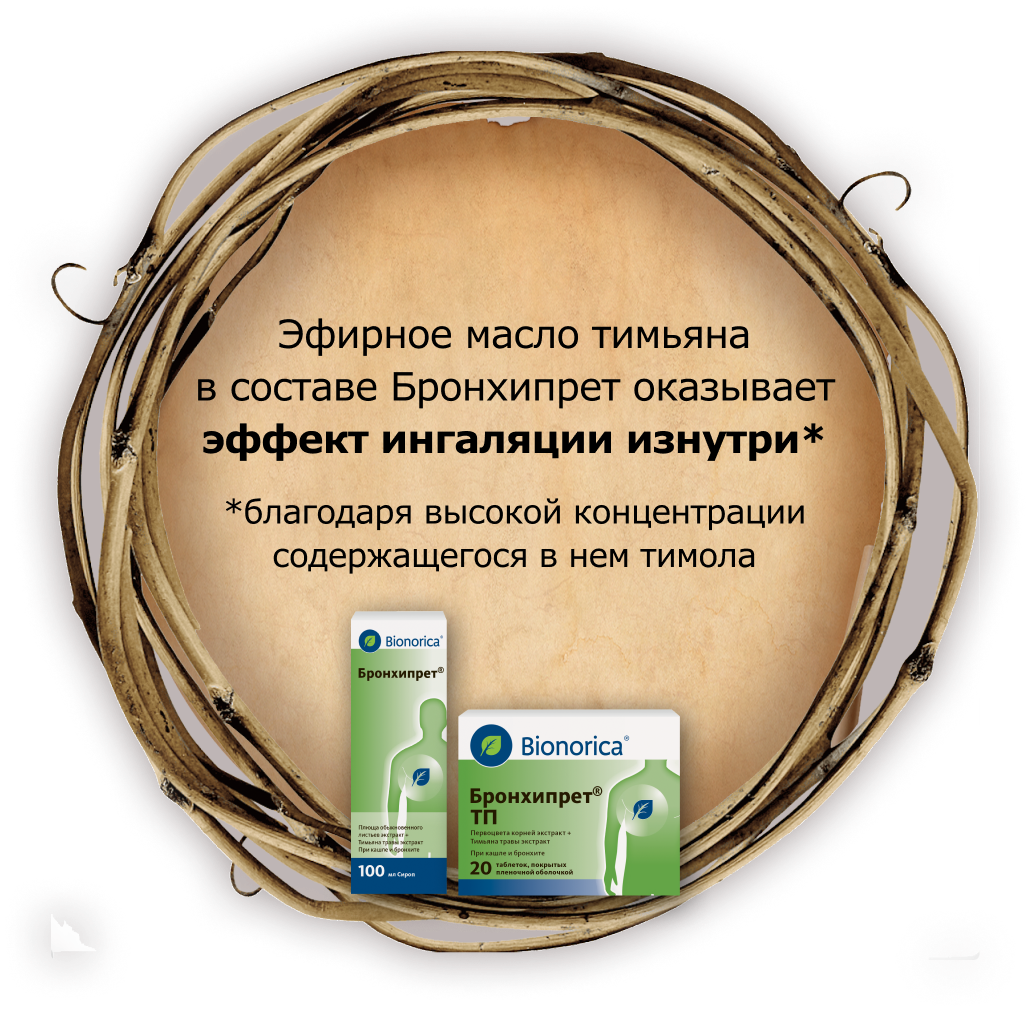 Эфирное масло тимьяна
в составе Бронхипрет оказывает
эффект ингаляции изнутри*
*благодаря высокой концентрации
содержащегося в нем тимола
Bionorica®
Бронхипрет®
Плюща обыкновенного
листьев экстракт +
Тимьяна травы экстракт
При кашле и бронхите
100 мл Сироп
Bionorica®
Бронхипрет®
ТП
Первоцвета корней экстракт +
Тимьяна травы экстракт
При кашле и бронхите
20 таблеток, покрытых
пленочной оболочкой